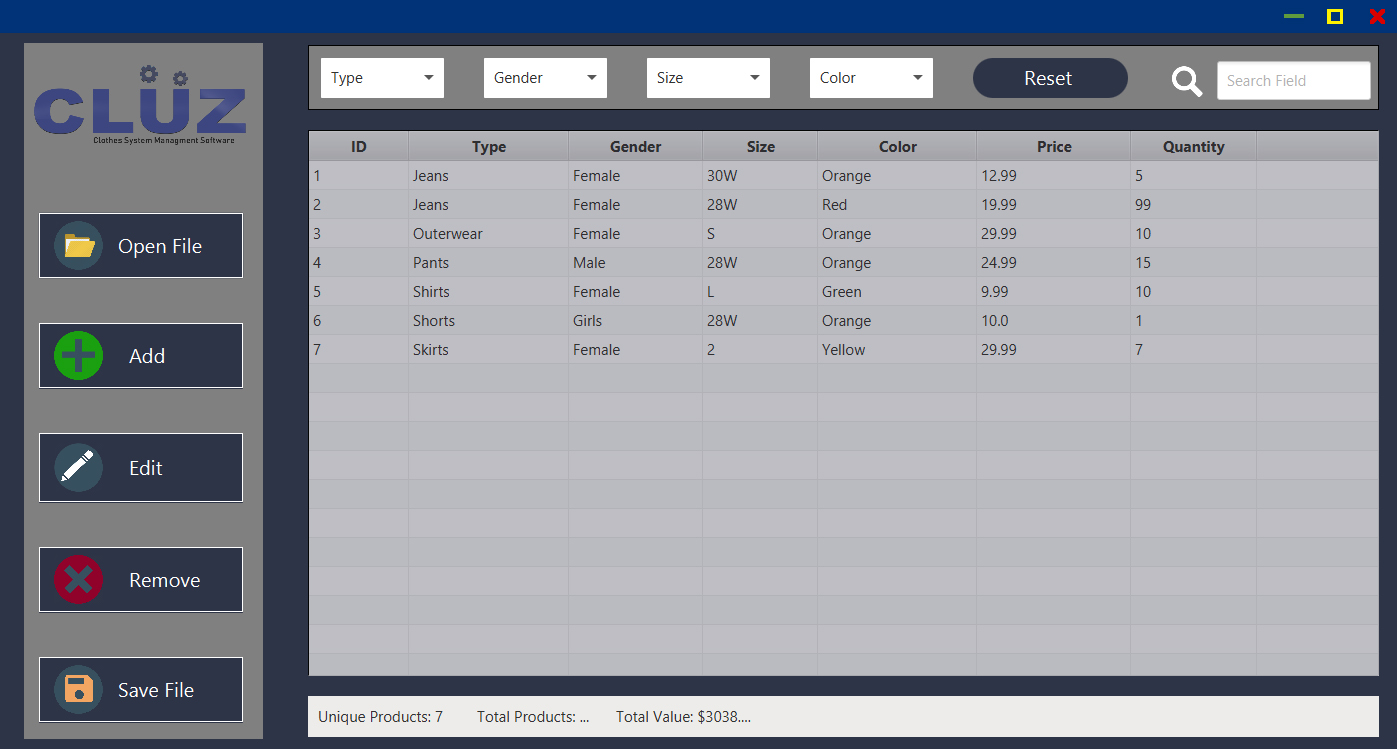 CLUZ
Clothes System Managment Software
Open File
Add
Edit
Remove
Save File
Type Gender Size Color Reset Search Field
ID Type Gender Size Color Price Quantity
1 Jeans Female 30W Orange 12.99 5
2 Jeans Female 28W Red 19.99 99
3 Outerwear Female S Orange 29.99 10
4 Pants Male 28W Orange 24.99 15
5 Shirts Female L Green 9.99 10
6 Shorts Girls 28W Orange 10.0 1
7 Skirts Female 2 Yellow 29.99 7
Unique Products: 7 Total Products: ... Total Value: $3038....